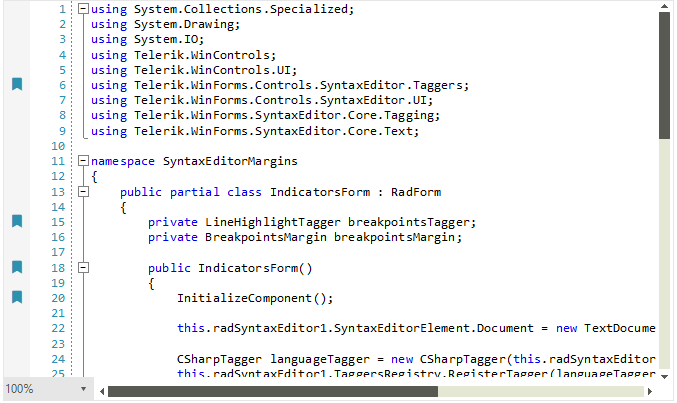 1 using System.Collections.Specialized;
2 using System.Drawing;
3 using System.IO;
4 using Telerik.WinControls;
5 using Telerik.WinControls.UI;
6 using Telerik.WinForms.Controls.SyntaxEditor.Taggers;
7 using Telerik.WinForms.Controls.SyntaxEditor.UI;
8 using Telerik.WinForms.SyntaxEditor.Core.Tagging;
9 using Telerik.WinForms.SyntaxEditor.Core.Text;
10
11 namespace SyntaxEditorMargins
12 {
13 public partial class IndicatorsForm : RadForm
14 {
15 private LineHighlightTagger breakpointsTagger;
16 private BreakpointsMargin breakpointsMargin;
17
18 public IndicatorsForm()
19 {
20 InitializeComponent();
21
22 this.radSyntaxEditor1.SyntaxEditorElement.Document = new TextDocume
23
24 CSharpTagger languageTagger = new CSharpTagger(this.radSyntaxEditor
25 this.radSyntaxEditor1.TaggersRegistry.RegisterTagger(languageTagger
100%